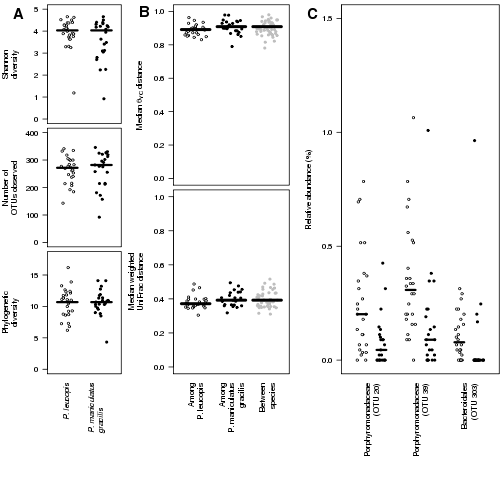 A
B
C
Shannon
diversity
5
4
3
2
1
0
Number of
OTUs observed
400
300
200
100
0
Phylogenetic
diversity
15
10
5
0
P. leucopis
P. maniculatus
gracilis
Median θYC distance
1.0
0.8
0.6
0.4
0.2
0.0
Median weighted
UniFrac distance
1.0
0.8
0.6
0.4
0.2
0.0
Among
P. leucopis
Among
P. maniculatus
gracilis
Between
species
Relative abundance (%)
1.5
1.0
0.5
0.0
Porphyromonadaceae
(OTU 20)
Porphyromonadaceae
(OTU 39)
Bacteroidales
(OTU 303)